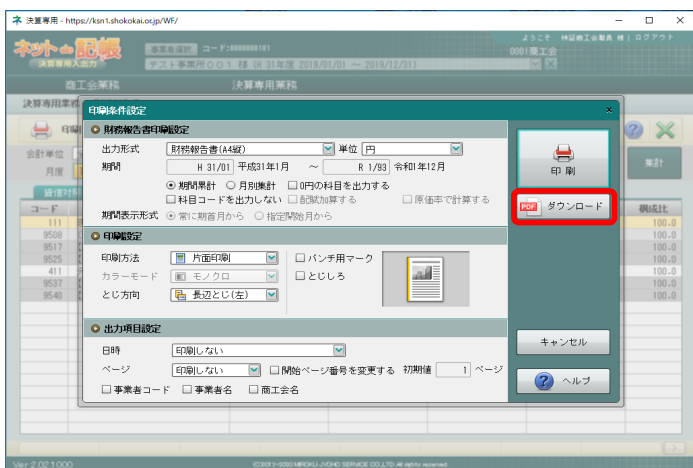 決算専用 - https://ksn1.shokokai.or.jp/WF/
ネット de 記帳
決算専用入出力
事業者選択 コード:0000000101
テスト事業所001 様 (H 31年度 2019/01/01 ～ 2019/12/31)
ようこそ
ログアウト
0001商工会
商工会業務 決算専用業務
決算専用業務
印刷条件設定
印刷
財務報告書印刷設定
会計単位
月度
集計
出力形式 財務報告書(A4縦) 単位 円
期間 H 31/01 平成31年1月 ～ R 1/93 令和1年12月
期間累計 月別集計 0円の科目を出力する
科目コードを出力しない 配賦加算する 原価率で計算する
期間表示形式 常に期首月から 指定開始月から
印刷
PDF ダウンロード
コード
構成比
111 100.0
9508 100.0
9517 100.0
9525 100.0
411 100.0
9537 100.0
9540 100.0
印刷設定
印刷方法 片面印刷 パンチ用マーク
カラーモード モノクロ とじしろ
とじ方向 長辺とじ(左)
出力項目設定
日時 印刷しない
ページ 印刷しない 開始ページ番号を変更する 初期値 1 ページ
事業者コード 事業者名 商工会名
キャンセル
ヘルプ
Ver 2.021.000